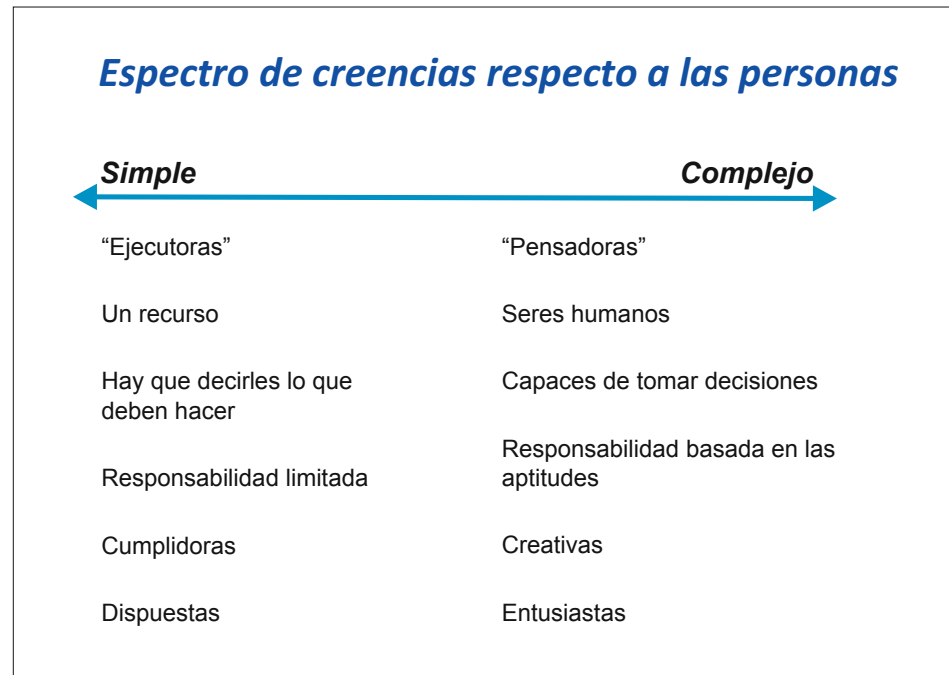 Espectro de creencias respecto a las personas
Simple
Complejo
“Ejecutoras”
“Pensadoras”
Un recurso
Seres humanos
Hay que decirles lo que
deben hacer
Capaces de tomar decisiones
Responsabilidad limitada
Responsabilidad basada en las
aptitudes
Cumplidoras
Creativas
Dispuestas
Entusiastas